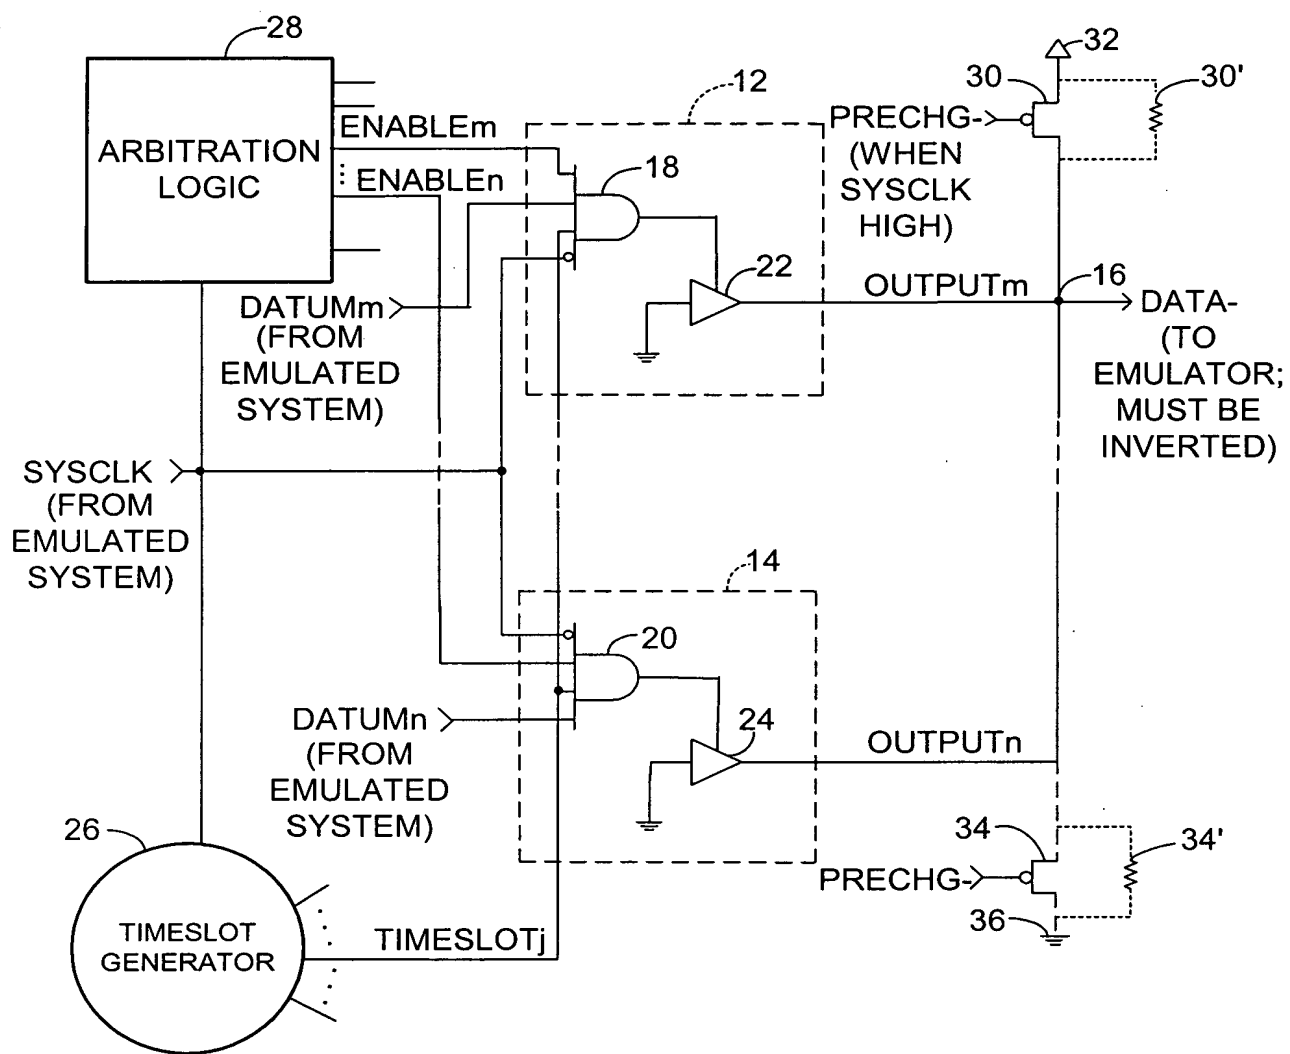 28
32
30
30'
12
PRECHG-
(WHEN
SYSCLK
HIGH)
ENABLEm
ARBITRATION
LOGIC
ENABLEn
18
22
OUTPUTm
16
DATUMm
(FROM
EMULATED
SYSTEM)
DATA-
(TO
EMULATOR;
MUST BE
INVERTED)
SYSCLK
(FROM
EMULATED
SYSTEM)
14
20
DATUMn
(FROM
EMULATED
SYSTEM)
24
OUTPUTn
26
34
34'
PRECHG-
36
TIMESLOT
GENERATOR
TIMESLOTj